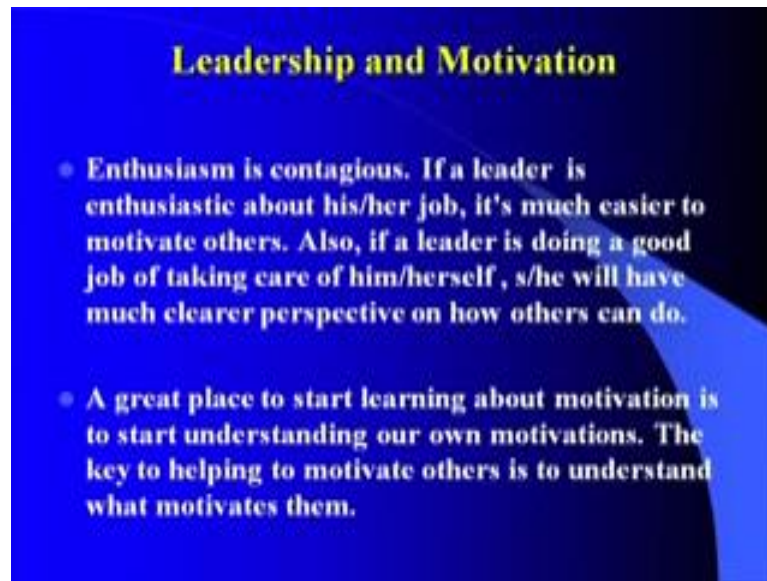 Leadership and Motivation
Enthusiasm is contagious. If a leader is
enthusiastic about his/her job, it's much easier to
motivate others. Also, if a leader is doing a good
job of taking care of him/herself , s/he will have
much clearer perspective on how others can do.
A great place to start learning about motivation is
to start understanding our own motivations. The
key to helping to motivate others is to understand
what motivates them.